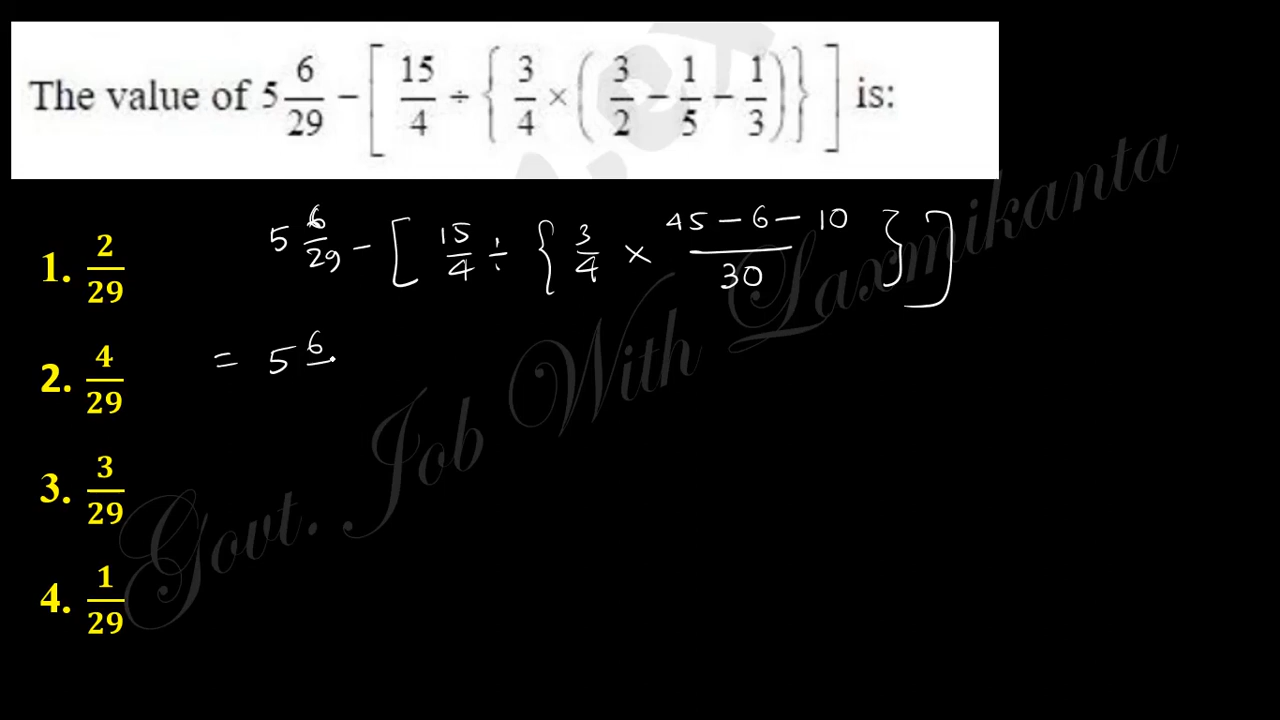 The value of 5 6/29 − [ 15/4 ÷ { 3/4 × ( 3/2 − 1/5 − 1/3 ) } ] is:
5 6/29 − [ 15/4 ÷ { 3/4 × (45 − 6 − 10)/30 } ]
1. 2/29
= 5 6
2. 4/29
3. 3/29
4. 1/29
Govt. Job With Laxmikanta